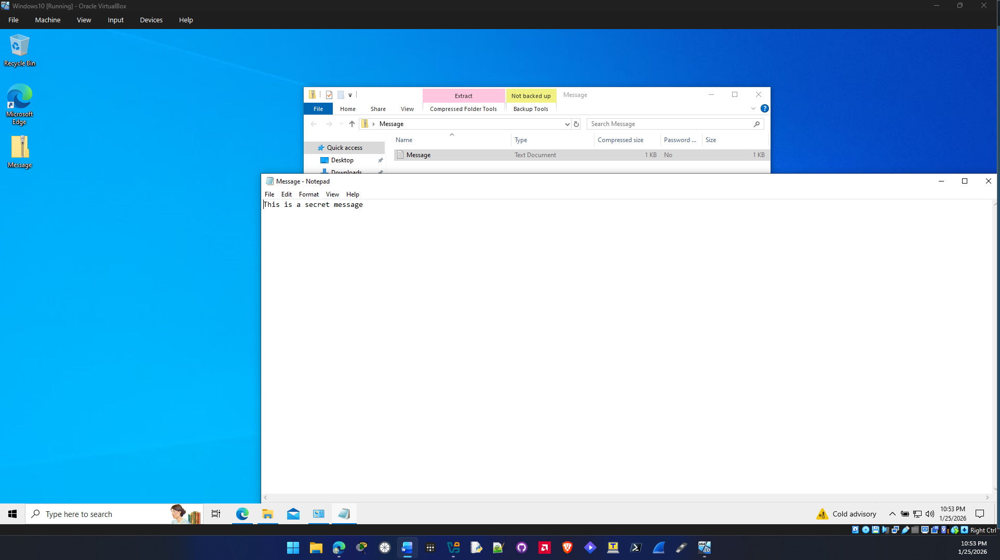 Windows10 [Running] - Oracle VirtualBox
File Machine View Input Devices Help
Recycle Bin
Microsoft
Edge
Message
Extract Not backed up Message
File Home Share View Compressed Folder Tools Backup Tools
Message
Search Message
Name Type Compressed size Password ... Size
Quick access
Message Text Document 1 KB No 1 KB
Desktop
Downloads
Message - Notepad
File Edit Format View Help
This is a secret message
Type here to search
Cold advisory
10:53 PM
1/25/2026
Right Ctrl
10:53 PM
1/25/2026